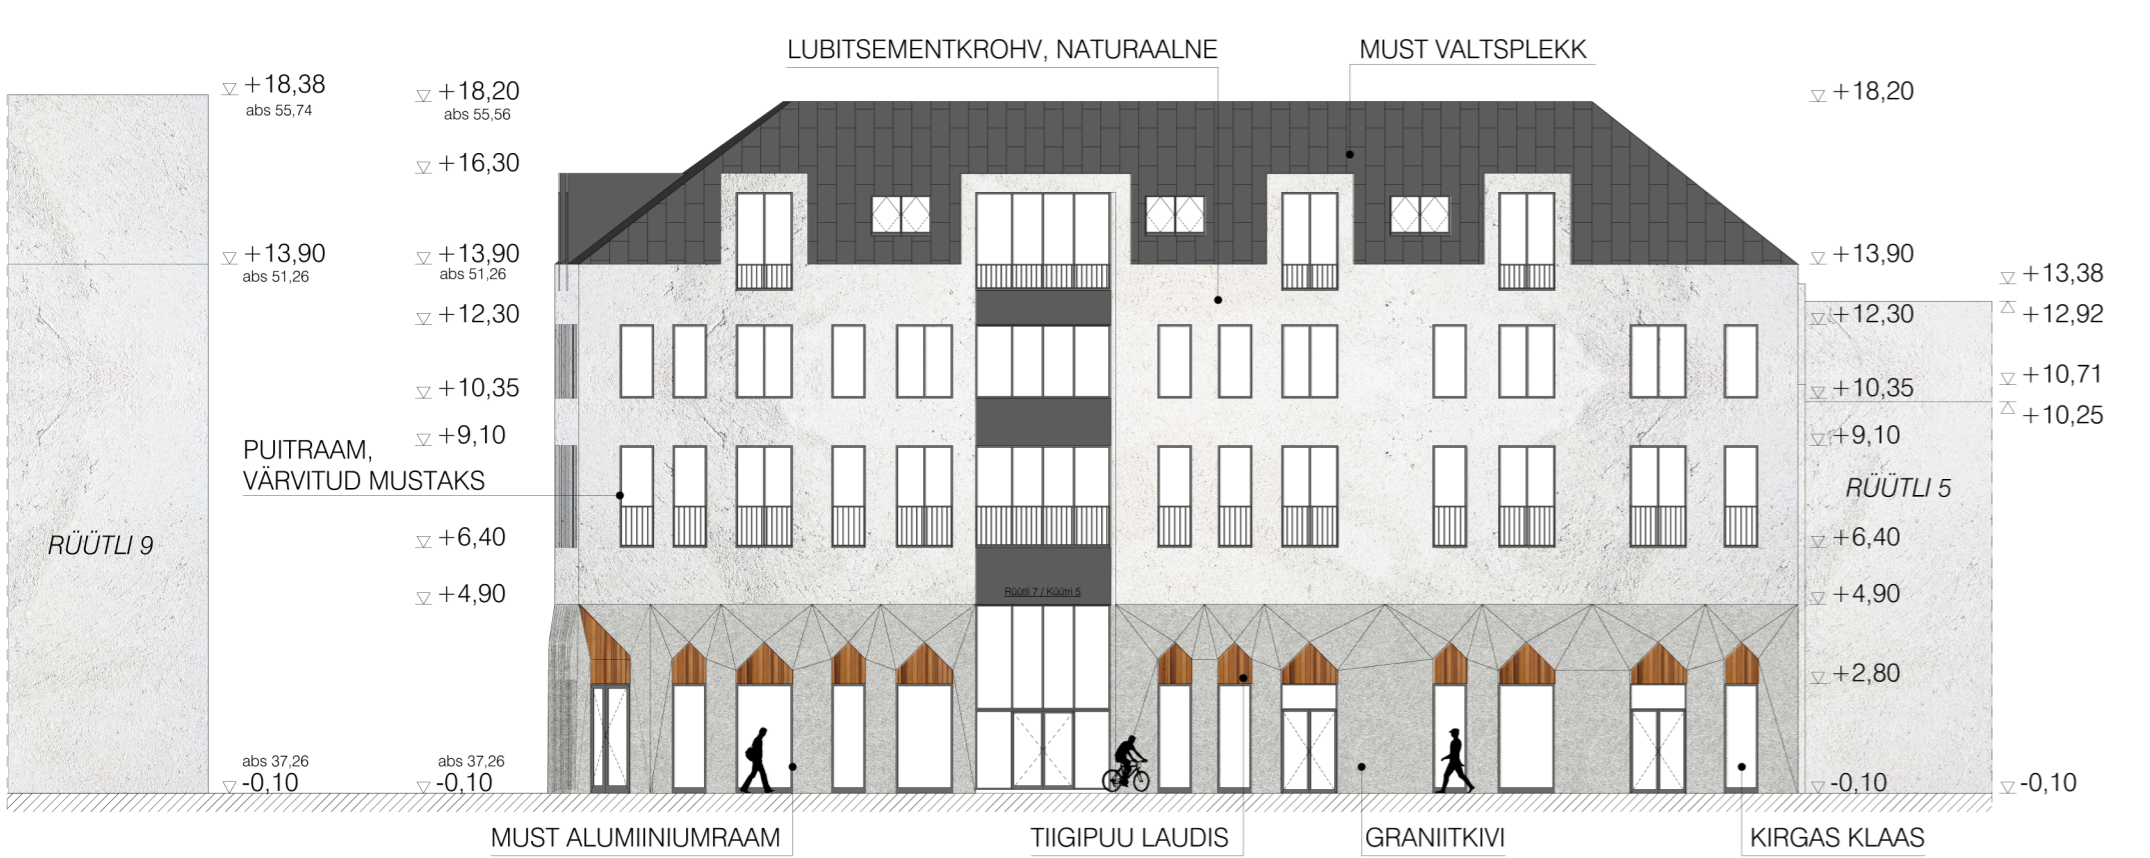 LUBITSEMENTKROHV, NATURAALNE
MUST VALTSPLEKK
+18,38
abs 55,74
+18,20
abs 55,56
+18,20
+16,30
+13,90
abs 51,26
+13,90
abs 51,26
+13,90
+13,38
+12,30
+12,30
+12,92
+10,35
+10,35
+10,71
+10,25
+9,10
+9,10
PUITRAAM,
VÄRVITUD MUSTAKS
RÜÜTLI 5
RÜÜTLI 9
+6,40
+6,40
+4,90
Rüütli 7 / Küütri 5
+4,90
+2,80
abs 37,26
-0,10
abs 37,26
-0,10
-0,10
-0,10
MUST ALUMIINIUMRAAM
TIIGIPUU LAUDIS
GRANIITKIVI
KIRGAS KLAAS